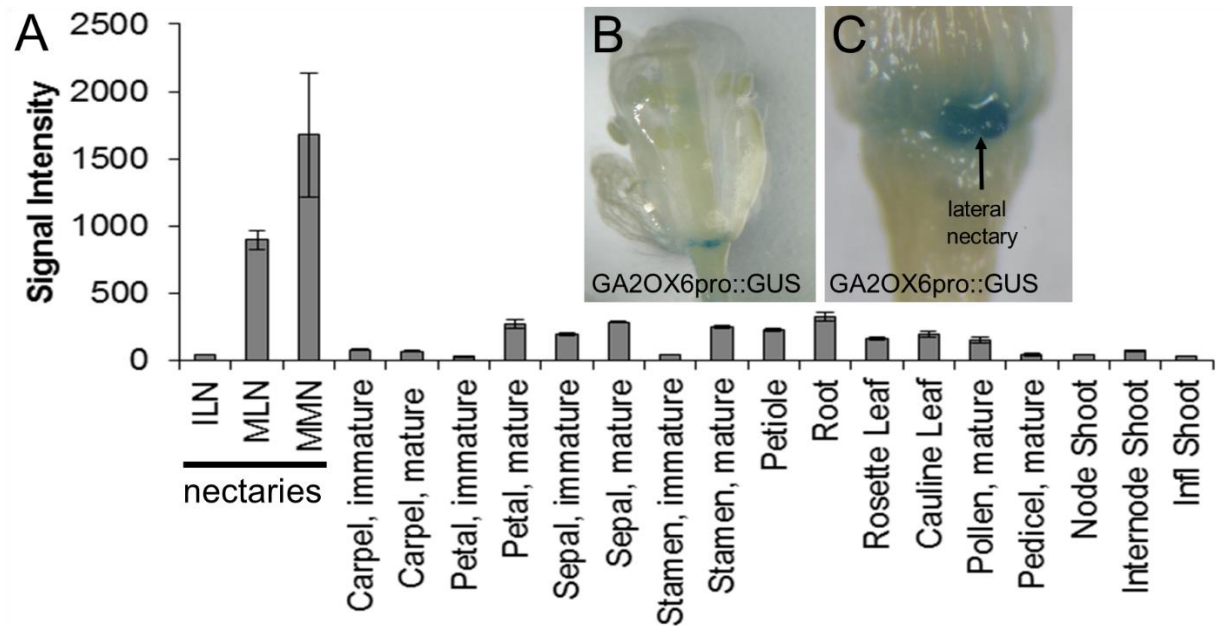 A
B
C
2500
2000
1500
1000
500
0
Signal Intensity
GA2OX6pro::GUS
lateral
nectary
GA2OX6pro::GUS
ILN
MLN
MMN
nectaries
Carpel, immature
Carpel, mature
Petal, immature
Petal, mature
Sepal, immature
Sepal, mature
Stamen, immature
Stamen, mature
Petiole
Root
Rosette Leaf
Cauline Leaf
Pollen, mature
Pedicel, mature
Node Shoot
Internode Shoot
Infl Shoot